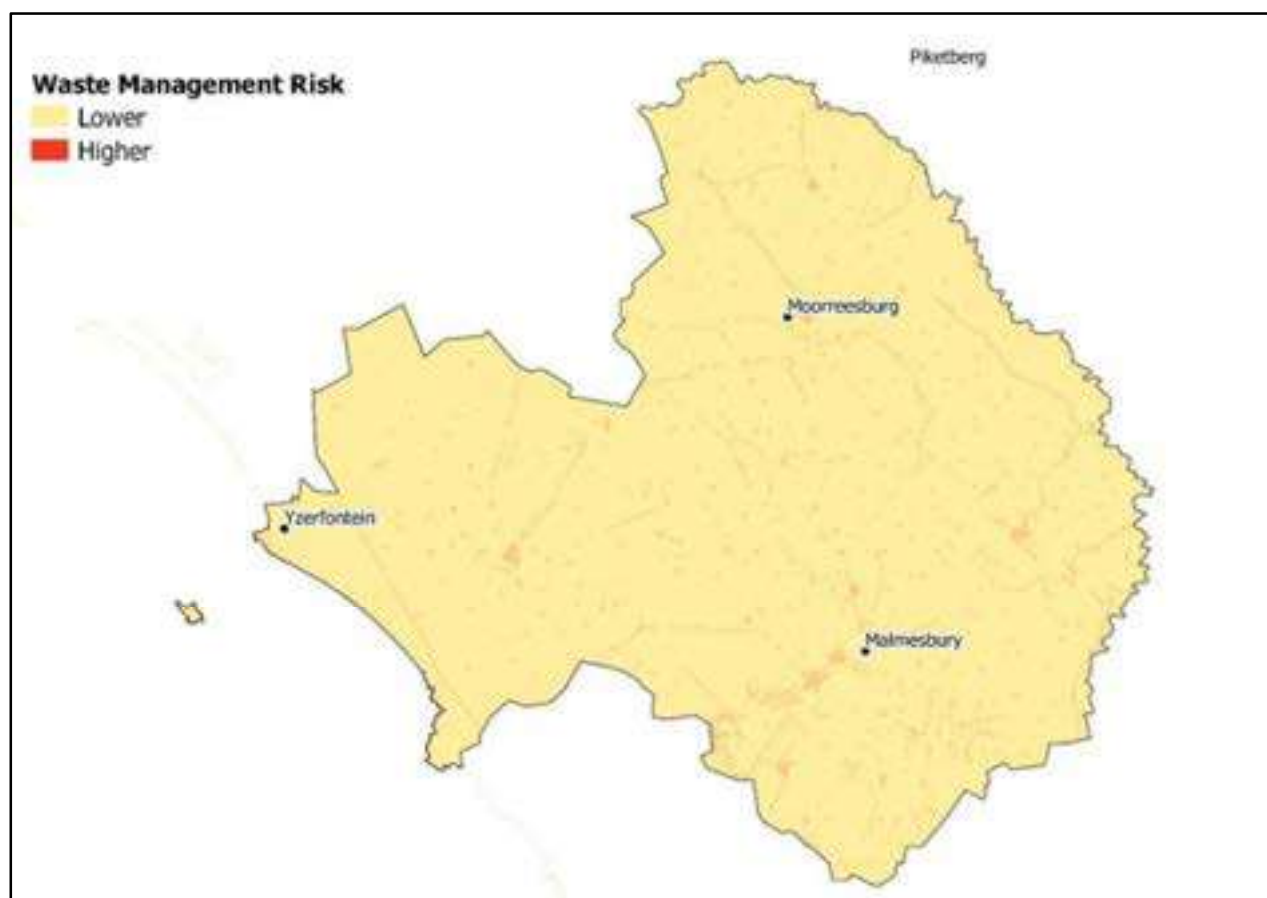 Piketberg
Waste Management Risk
Lower
Higher
Moorreesburg
Yzerfontein
Malmesbury